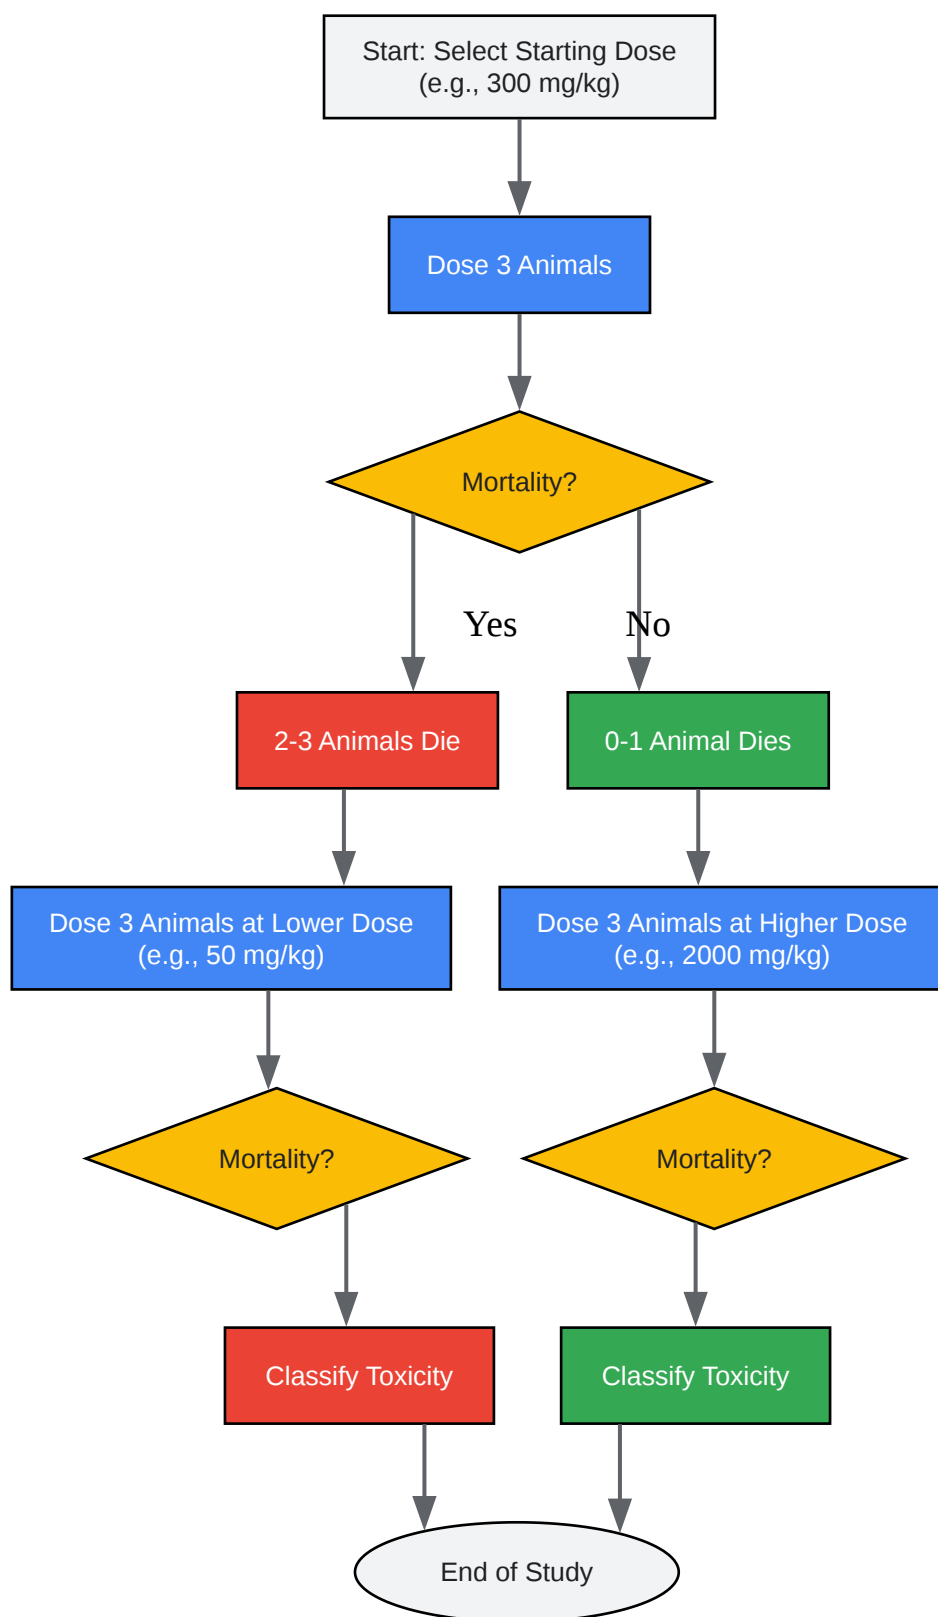 Start: Select Starting Dose
(e.g., 300 mg/kg)
Dose 3 Animals
Mortality?
Yes
No
2-3 Animals Die
0-1 Animal Dies
Dose 3 Animals at Lower Dose
(e.g., 50 mg/kg)
Dose 3 Animals at Higher Dose
(e.g., 2000 mg/kg)
Mortality?
Mortality?
Classify Toxicity
Classify Toxicity
End of Study